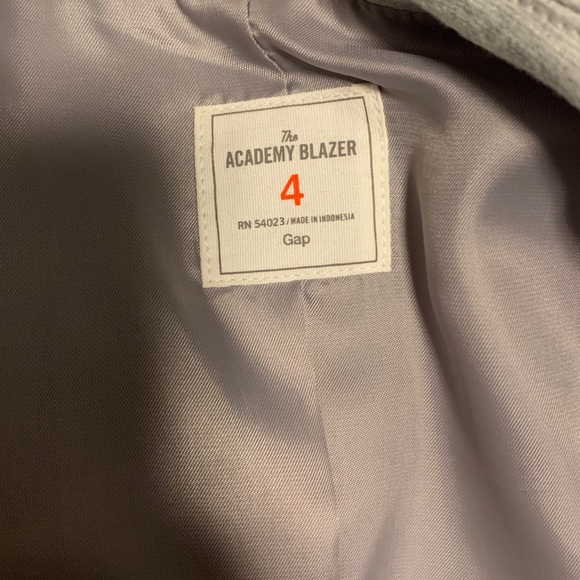 The
ACADEMY BLAZER
4
RN 54023 / MADE IN INDONESIA
Gap